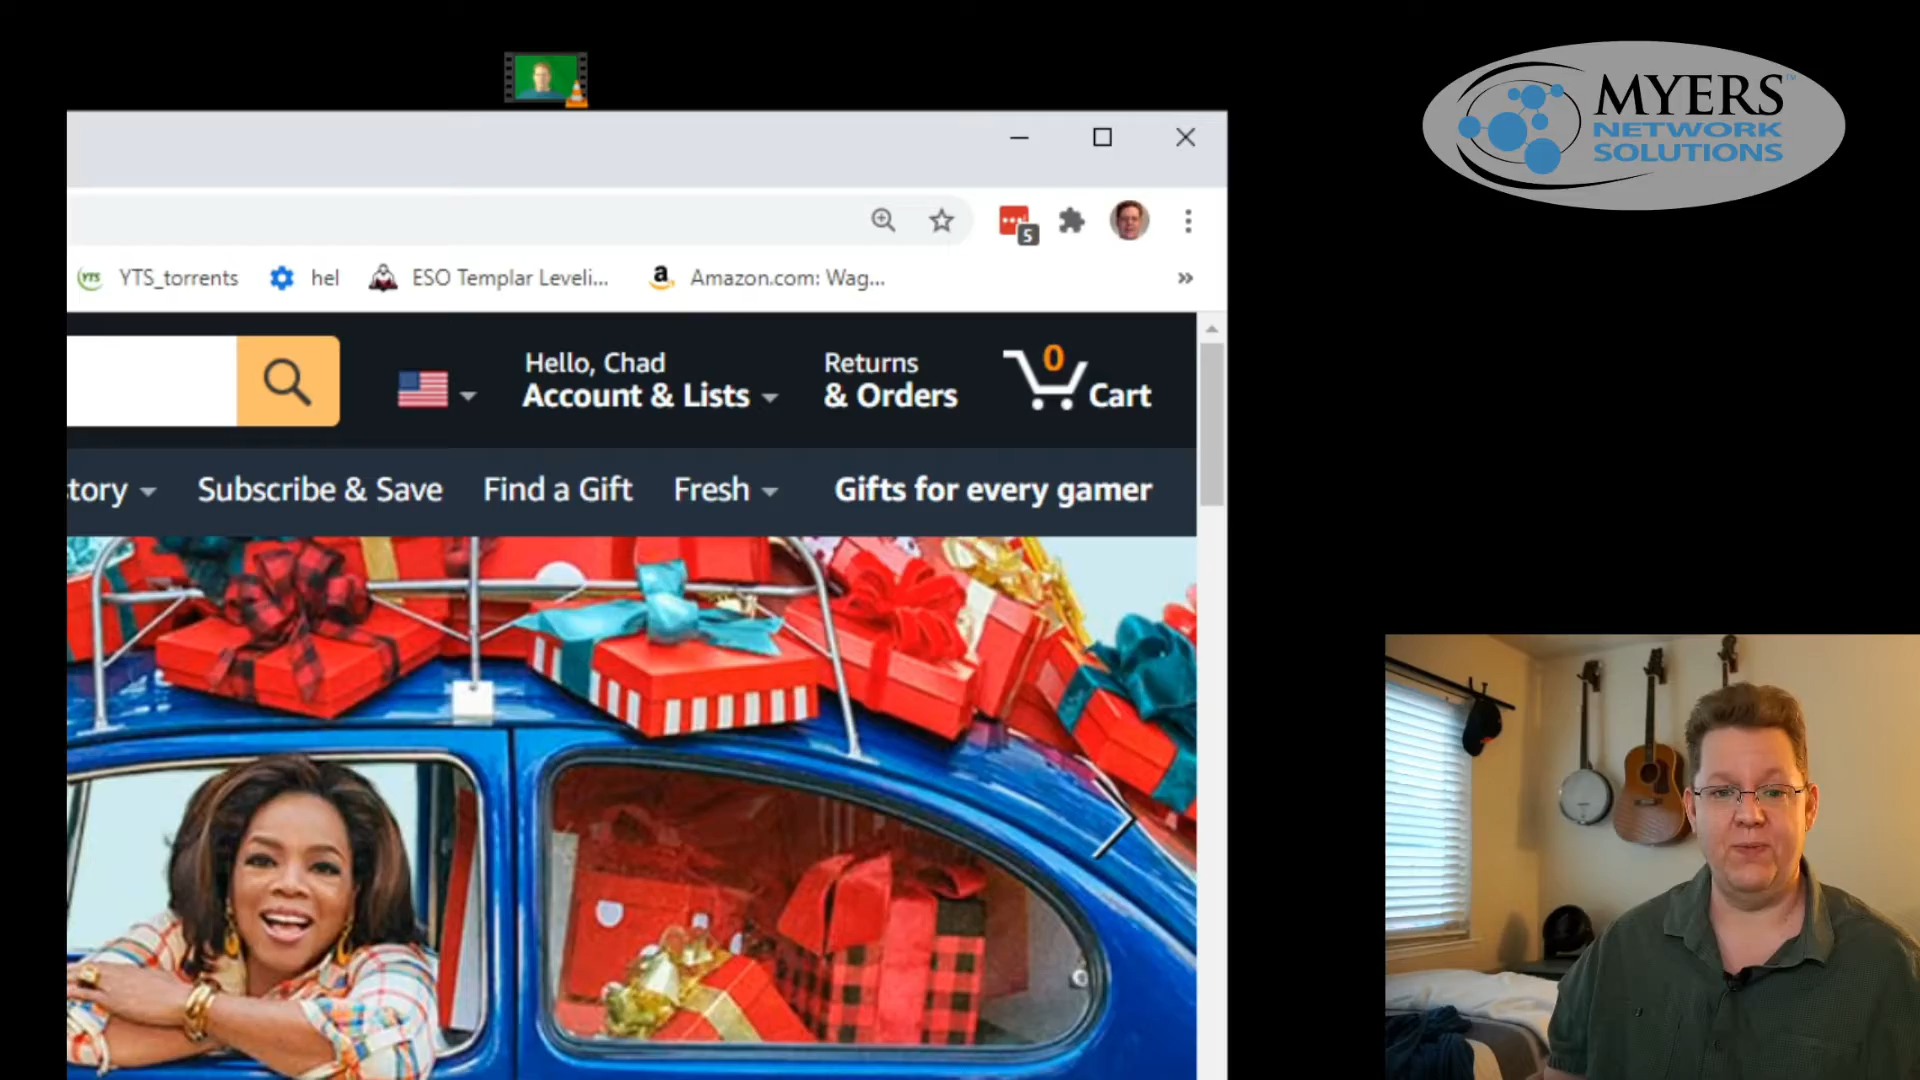 MYERS
NETWORK
SOLUTIONS
5
YTS YTS_torrents hel ESO Templar Leveli... a Amazon.com: Wag...
Hello, Chad
Account & Lists
Returns
& Orders
0
Cart
tory Subscribe & Save Find a Gift Fresh Gifts for every gamer